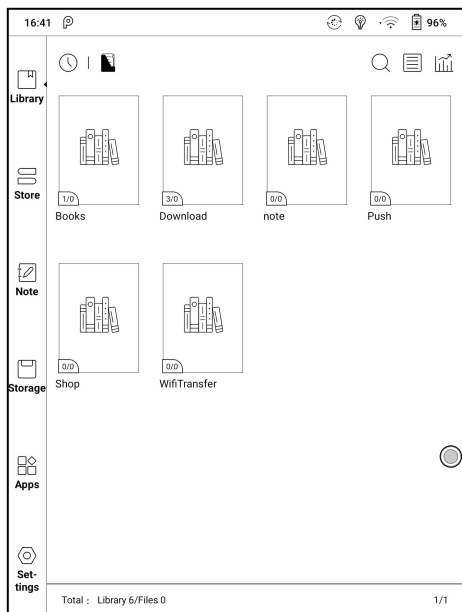 16:41
96%
Library
Store
Note
Storage
Apps
Set-
tings
1/0
Books
3/0
Download
0/0
note
0/0
Push
0/0
Shop
0/0
WifiTransfer
Total： Library 6/Files 0
1/1